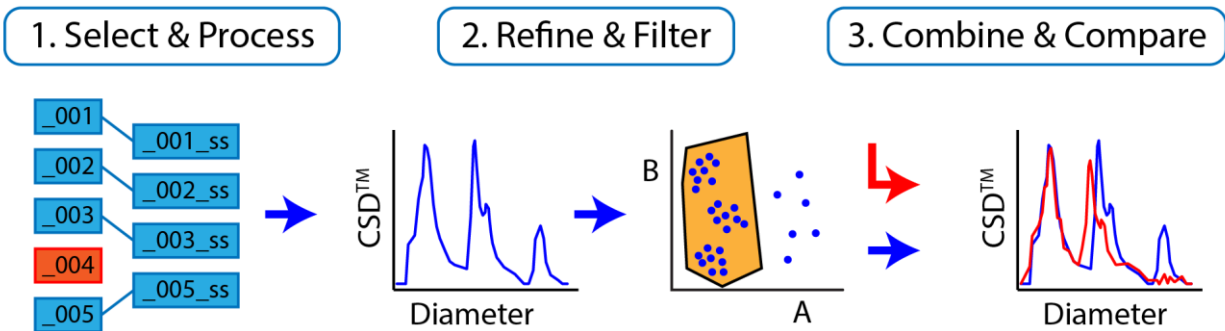 1. Select & Process
2. Refine & Filter
3. Combine & Compare
_001
_001_ss
_002
_002_ss
_003
_003_ss
_004
_005_ss
_005
CSD™
Diameter
B
A
CSD™
Diameter